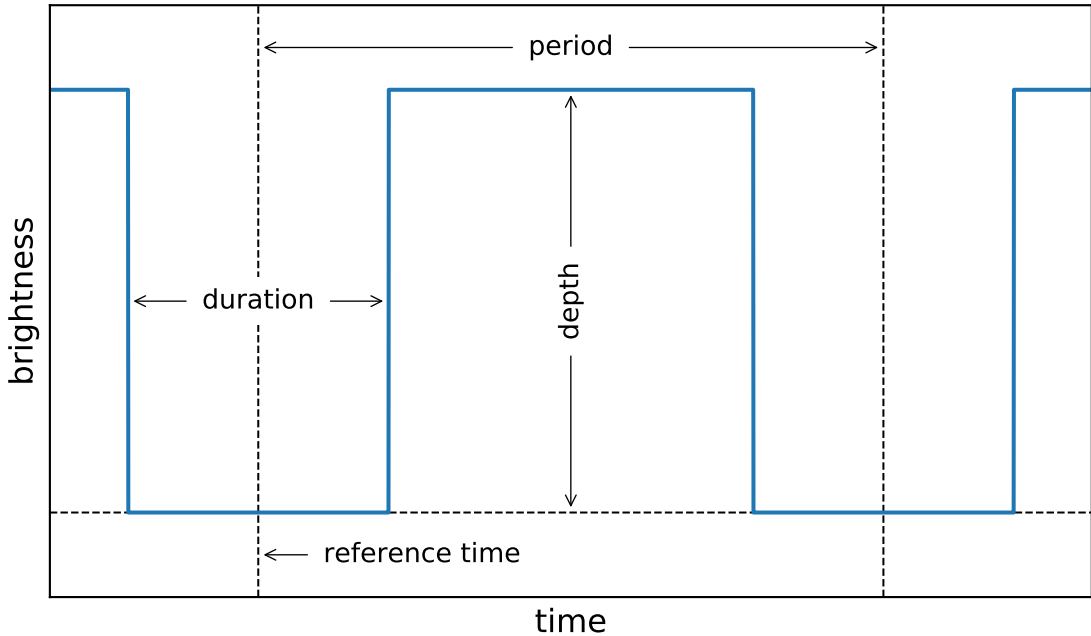 period
duration
depth
brightness
reference time
time